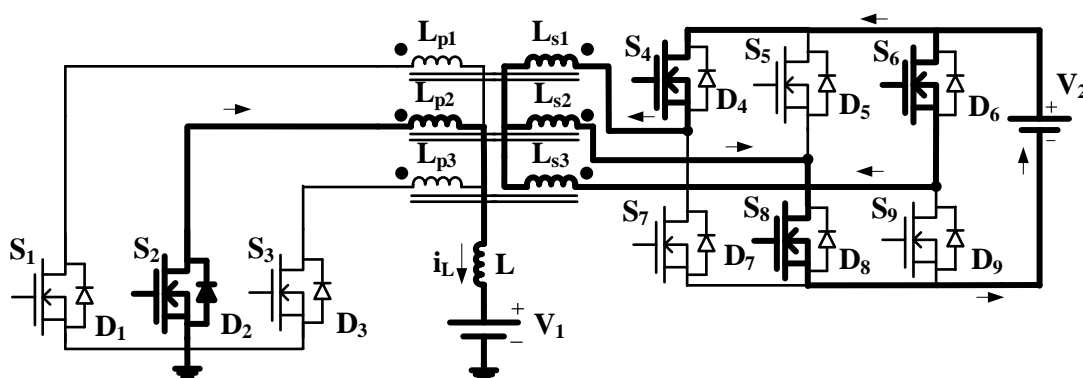 Lp1
Ls1
S4
S5
S6
D4
D5
D6
V2
+
−
Lp2
Ls2
Lp3
Ls3
S7
S8
S9
D7
D8
D9
S1
S2
S3
D1
D2
D3
iL
L
+
V1
−